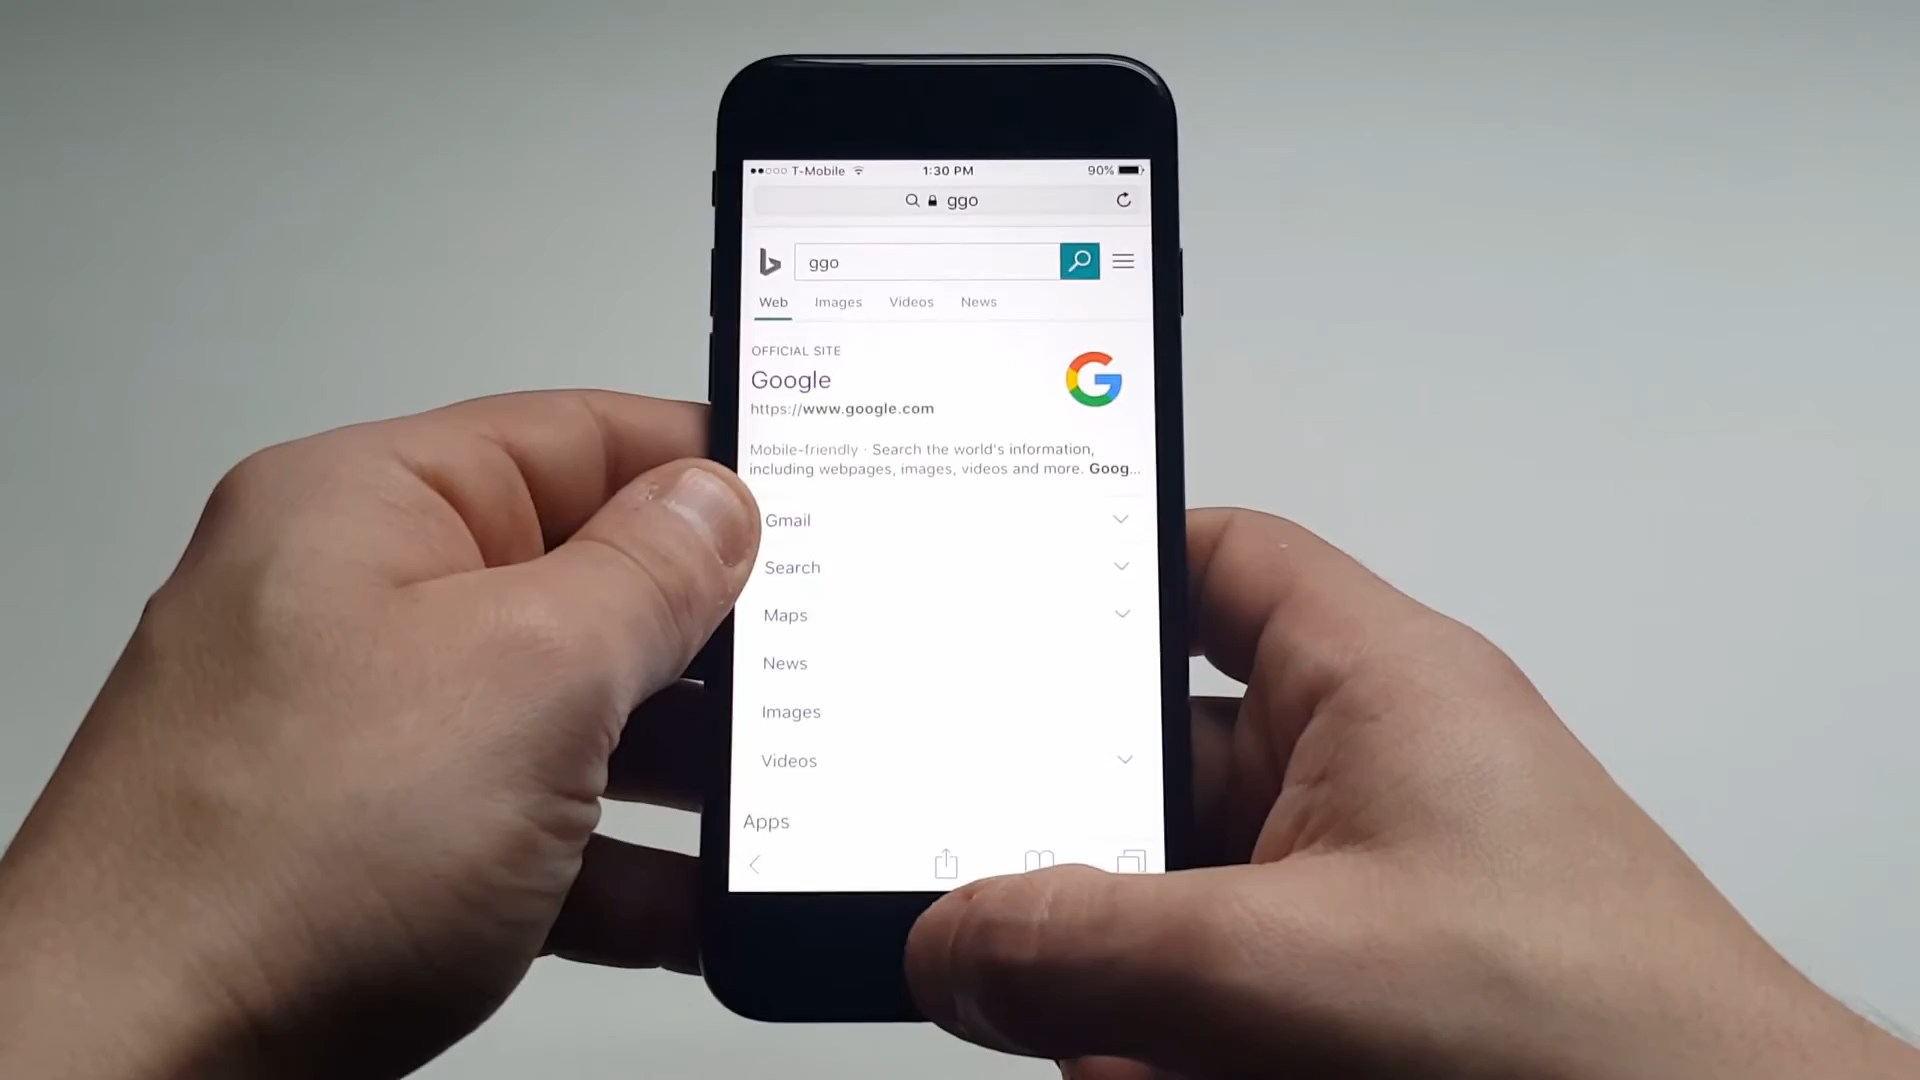 T-Mobile 1:30 PM 90%
ggo
ggo
Web Images Videos News
OFFICIAL SITE
Google
https://www.google.com
Mobile-friendly · Search the world's information,
including webpages, images, videos and more. Goog...
Gmail
Search
Maps
News
Images
Videos
Apps